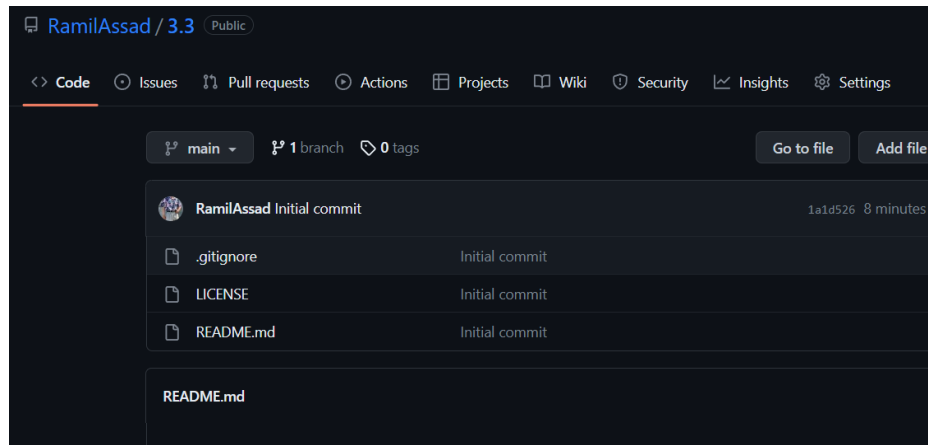 RamilAssad / 3.3 Public
Code Issues Pull requests Actions Projects Wiki Security Insights Settings
main 1 branch 0 tags Go to file Add file
RamilAssad Initial commit 1a1d526 8 minutes
.gitignore Initial commit
LICENSE Initial commit
README.md Initial commit
README.md